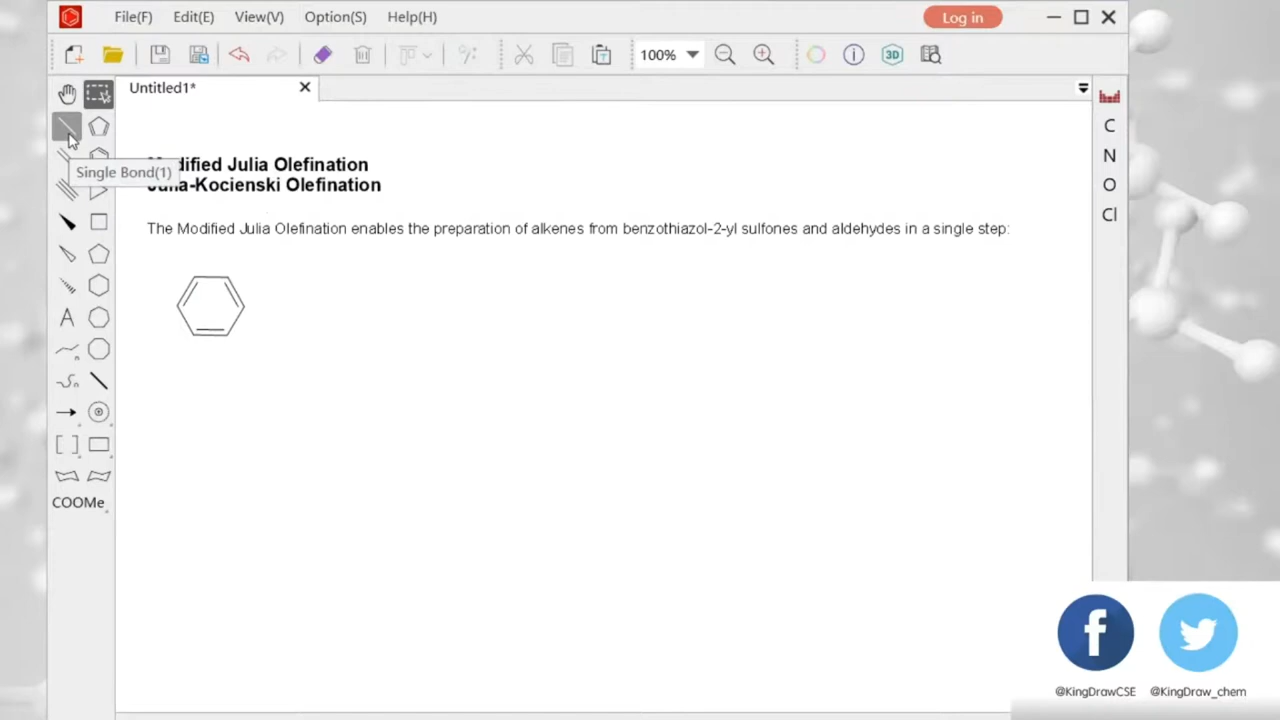 File(F) Edit(E) View(V) Option(S) Help(H) Log in
100% 3D
Untitled1*
Julia Olefination
Single Bond(1)
Olefination
The Modified Julia Olefination enables the preparation of alkenes from benzothiazol-2-yl sulfones and aldehydes in a single step:
C
N
O
Cl
A
COOMe
@KingDrawCSE @KingDraw_chem